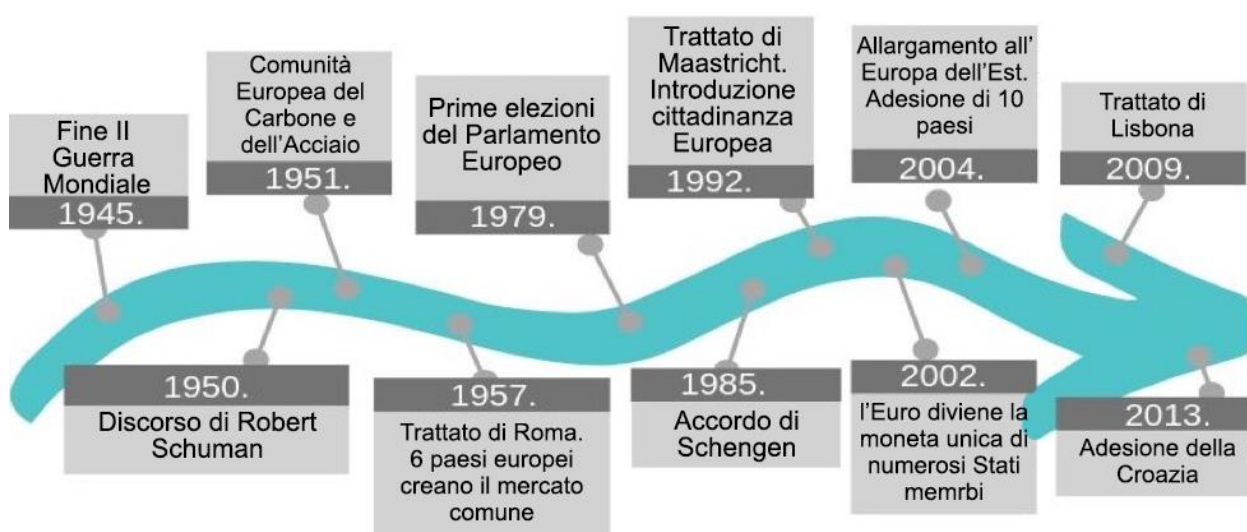 Fine II
Guerra
Mondiale
1945.
1950.
Discorso di Robert
Schuman
Comunità
Europea del
Carbone e
dell'Acciaio
1951.
1957.
Trattato di Roma.
6 paesi europei
creano il mercato
comune
Prime elezioni
del Parlamento
Europeo
1979.
1985.
Accordo di
Schengen
Trattato di
Maastricht.
Introduzione
cittadinanza
Europea
1992.
2002.
l'Euro diviene la
moneta unica di
numerosi Stati
memrbi
Allargamento all'
Europa dell'Est.
Adesione di 10
paesi
2004.
Trattato di
Lisbona
2009.
2013.
Adesione della
Croazia